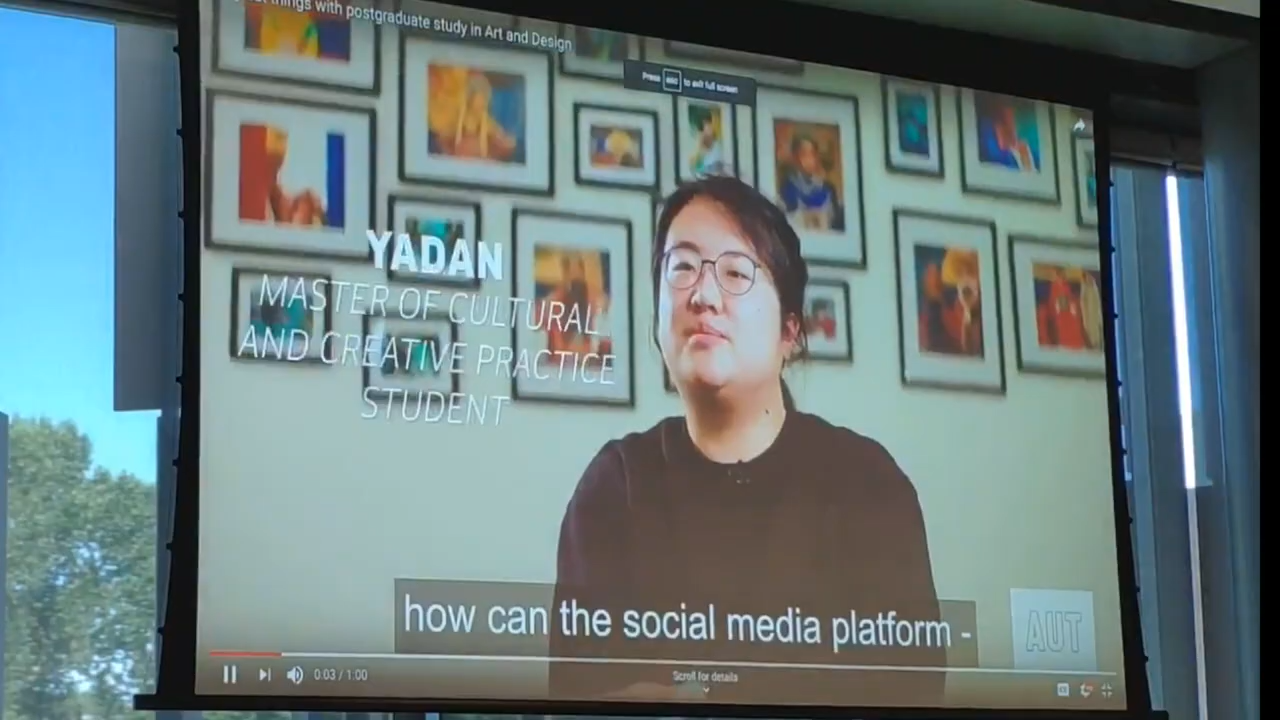 things with postgraduate study in Art and Design
Press esc to exit full screen
YADAN
MASTER OF CULTURAL
AND CREATIVE PRACTICE
STUDENT
how can the social media platform -
AUT
0:03 / 1:00
Scroll for details